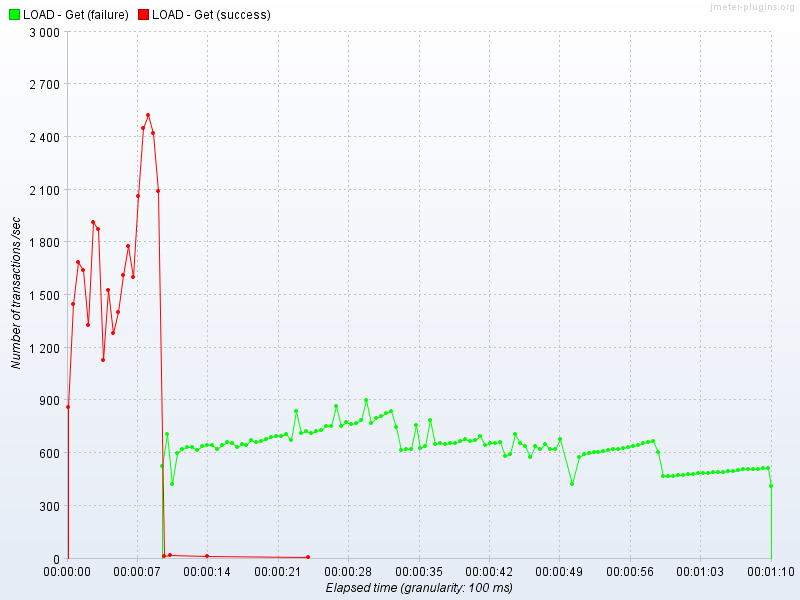 jmeter-plugins.org
LOAD - Get (failure) LOAD - Get (success)
3 000
2 700
2 400
2 100
1 800
1 500
1 200
900
600
300
0
Number of transactions /sec
00:00:00 00:00:07 00:00:14 00:00:21 00:00:28 00:00:35 00:00:42 00:00:49 00:00:56 00:01:03 00:01:10
Elapsed time (granularity: 100 ms)